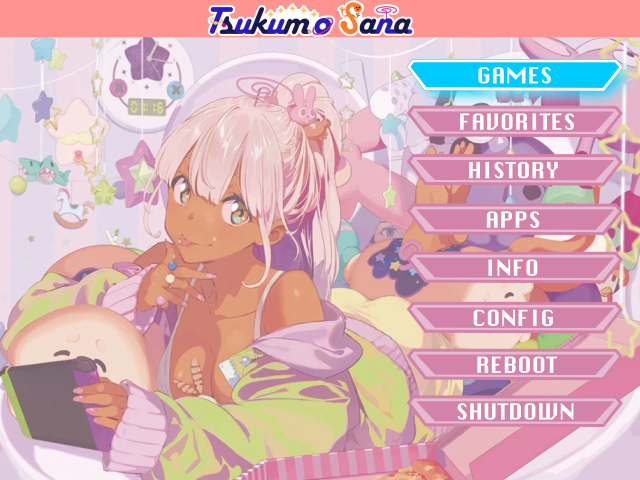 Tsukumo Sana
GAMES
FAVORITES
HISTORY
APPS
INFO
CONFIG
REBOOT
SHUTDOWN